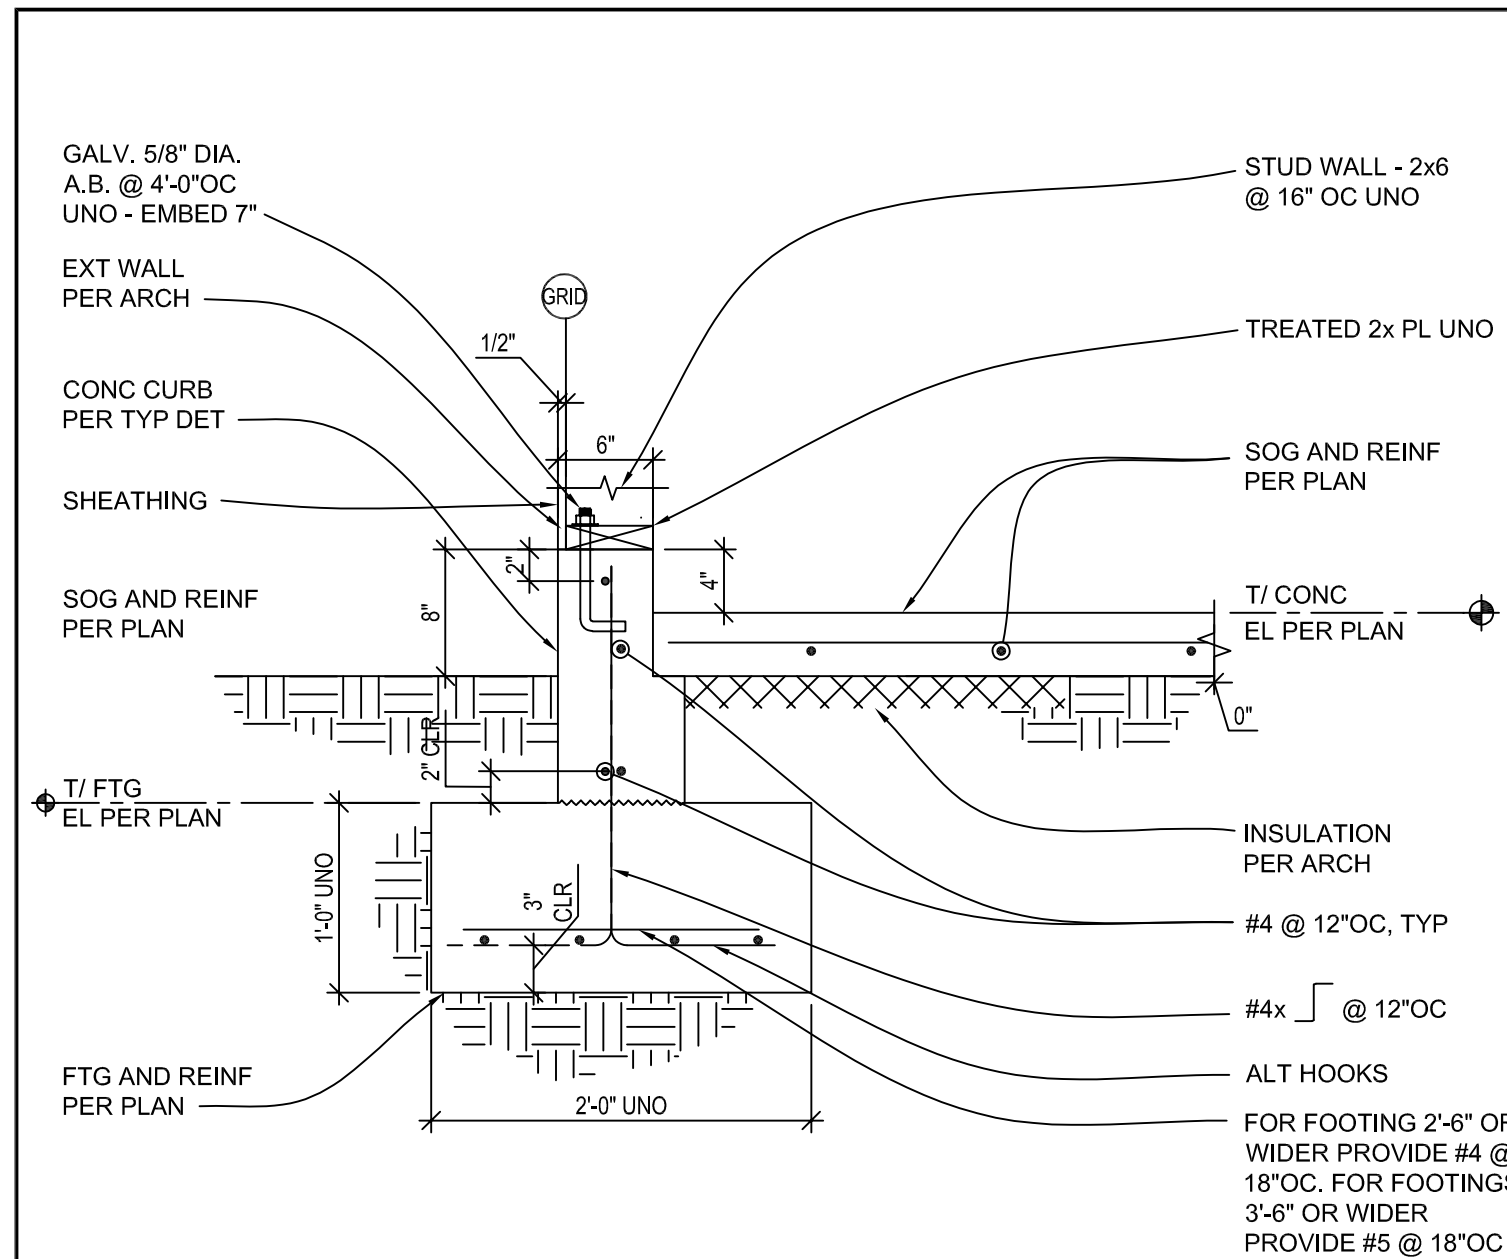 GALV. 5/8" DIA.
A.B. @ 4'-0"OC
UNO - EMBED 7"
EXT WALL
PER ARCH
CONC CURB
PER TYP DET
SHEATHING
SOG AND REINF
PER PLAN
T/ FTG
EL PER PLAN
FTG AND REINF
PER PLAN
GRID
1/2"
6"
2"
8"
4"
2" CLR
1'-0" UNO
3"
CLR
2'-0" UNO
STUD WALL - 2x6
@ 16" OC UNO
TREATED 2x PL UNO
SOG AND REINF
PER PLAN
T/ CONC
EL PER PLAN
0"
INSULATION
PER ARCH
#4 @ 12"OC, TYP
#4x @ 12"OC
ALT HOOKS
FOR FOOTING 2'-6" OR
WIDER PROVIDE #4 @
18"OC. FOR FOOTINGS
3'-6" OR WIDER
PROVIDE #5 @ 18"OC